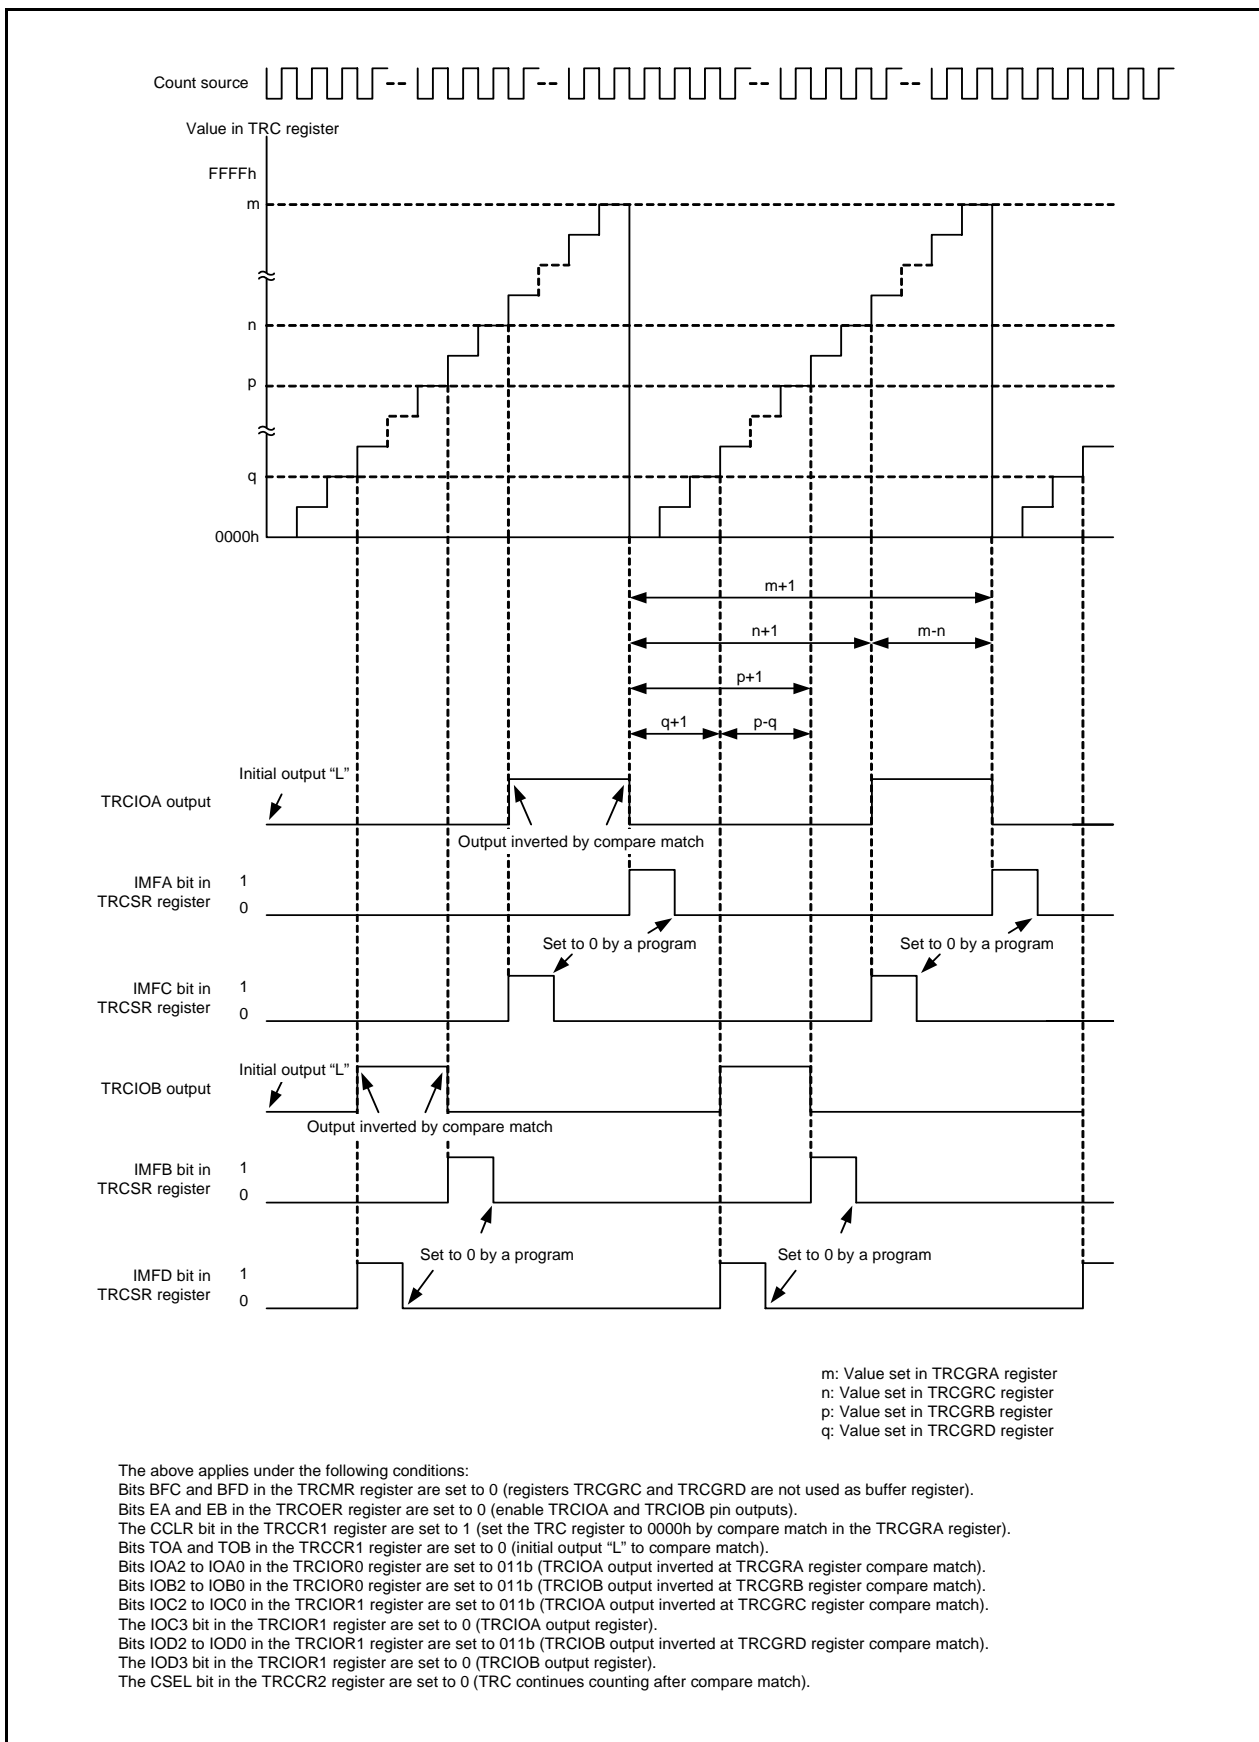 Count source
Value in TRC register
FFFFh
m
n
p
q
0000h
m+1
n+1
m-n
p+1
q+1
p-q
Initial output “L”
TRCIOA output
Output inverted by compare match
IMFA bit in
TRCSR register
1
0
Set to 0 by a program
Set to 0 by a program
IMFC bit in
TRCSR register
1
0
Initial output “L”
TRCIOB output
Output inverted by compare match
IMFB bit in
TRCSR register
1
0
Set to 0 by a program
Set to 0 by a program
IMFD bit in
TRCSR register
1
0
m: Value set in TRCGRA register
n: Value set in TRCGRC register
p: Value set in TRCGRB register
q: Value set in TRCGRD register
The above applies under the following conditions:
Bits BFC and BFD in the TRCMR register are set to 0 (registers TRCGRC and TRCGRD are not used as buffer register).
Bits EA and EB in the TRCOER register are set to 0 (enable TRCIOA and TRCIOB pin outputs).
The CCLR bit in the TRCCR1 register are set to 1 (set the TRC register to 0000h by compare match in the TRCGRA register).
Bits TOA and TOB in the TRCCR1 register are set to 0 (initial output “L” to compare match).
Bits IOA2 to IOA0 in the TRCIOR0 register are set to 011b (TRCIOA output inverted at TRCGRA register compare match).
Bits IOB2 to IOB0 in the TRCIOR0 register are set to 011b (TRCIOB output inverted at TRCGRB register compare match).
Bits IOC2 to IOC0 in the TRCIOR1 register are set to 011b (TRCIOA output inverted at TRCGRC register compare match).
The IOC3 bit in the TRCIOR1 register are set to 0 (TRCIOA output register).
Bits IOD2 to IOD0 in the TRCIOR1 register are set to 011b (TRCIOB output inverted at TRCGRD register compare match).
The IOD3 bit in the TRCIOR1 register are set to 0 (TRCIOB output register).
The CSEL bit in the TRCCR2 register are set to 0 (TRC continues counting after compare match).